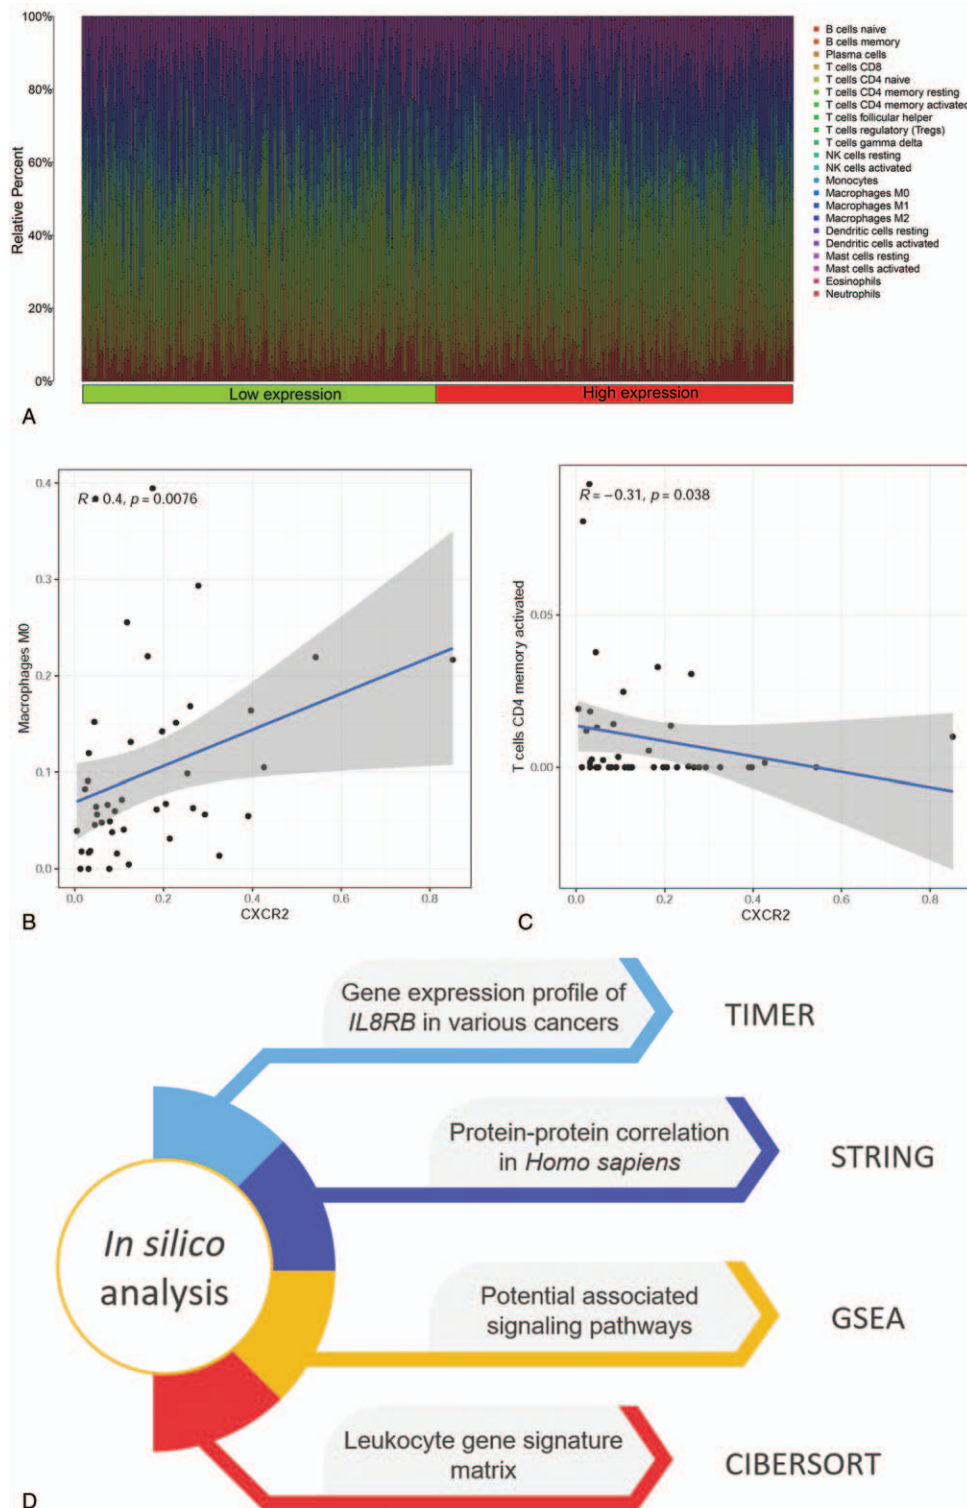 100%
80%
60%
40%
20%
0%
Relative Percent
Low expression
High expression
B cells naive
B cells memory
Plasma cells
T cells CD8
T cells CD4 naive
T cells CD4 memory resting
T cells CD4 memory activated
T cells follicular helper
T cells regulatory (Tregs)
T cells gamma delta
NK cells resting
NK cells activated
Monocytes
Macrophages M0
Macrophages M1
Macrophages M2
Dendritic cells resting
Dendritic cells activated
Mast cells resting
Mast cells activated
Eosinophils
Neutrophils
A
R = 0.4, p = 0.0076
0.4
0.3
0.2
0.1
0.0
Macrophages M0
0.0 0.2 0.4 0.6 0.8
CXCR2
B
R = −0.31, p = 0.038
0.05
0.00
T cells CD4 memory activated
0.0 0.2 0.4 0.6 0.8
CXCR2
C
In silico
analysis
Gene expression profile of
IL8RB in various cancers
TIMER
Protein-protein correlation
in Homo sapiens
STRING
Potential associated
signaling pathways
GSEA
Leukocyte gene signature
matrix
CIBERSORT
D